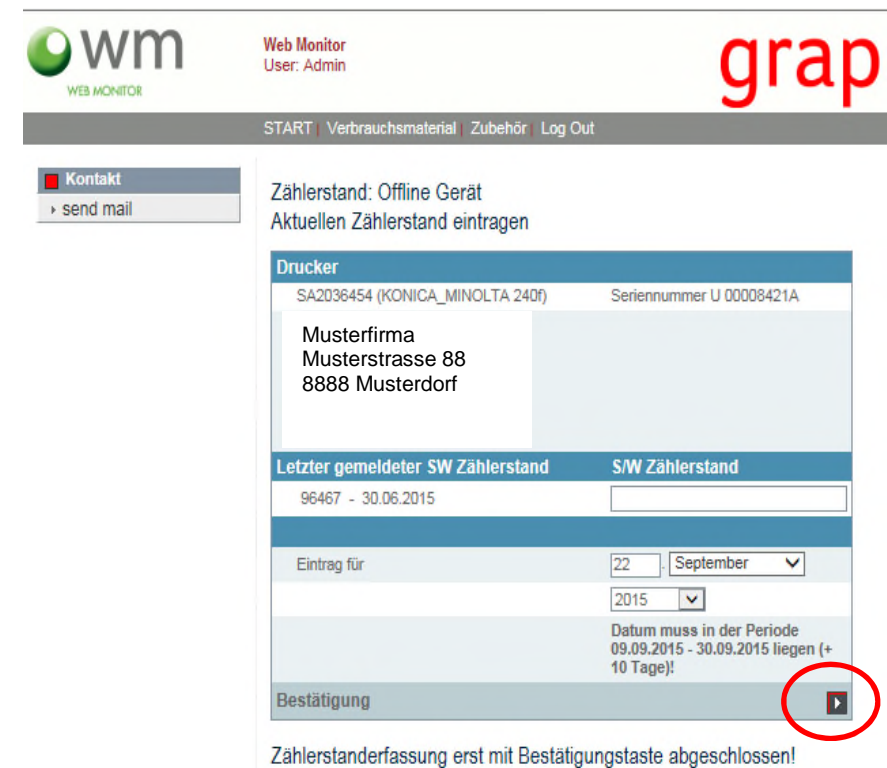 wm
WEB MONITOR
Web Monitor
User: Admin
grap
START | Verbrauchsmaterial | Zubehör | Log Out
Kontakt
send mail
Zählerstand: Offline Gerät
Aktuellen Zählerstand eintragen
Drucker
SA2036454 (KONICA_MINOLTA 240f) Seriennummer U 00008421A
Musterfirma
Musterstrasse 88
8888 Musterdorf
Letzter gemeldeter SW Zählerstand S/W Zählerstand
96467 - 30.06.2015
Eintrag für 22 . September
2015
Datum muss in der Periode
09.09.2015 - 30.09.2015 liegen (+
10 Tage)!
Bestätigung
Zählerstanderfassung erst mit Bestätigungstaste abgeschlossen!